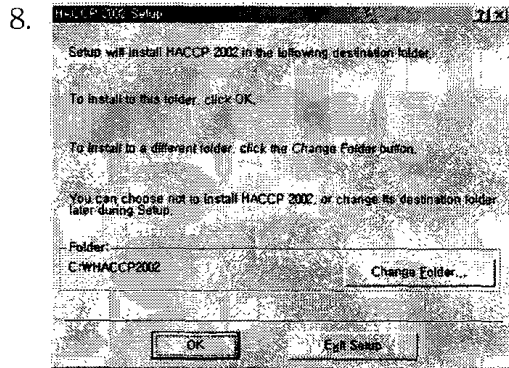 8.
HACCP 2002 Setup
Setup will install HACCP 2002 in the following destination folder.
To install to this folder, click OK.
To install to a different folder, click the Change Folder button.
You can choose not to install HACCP 2002, or change its destination folder
later during Setup.
Folder:
C:\WHACCP2002
Change Folder...
OK
Exit Setup